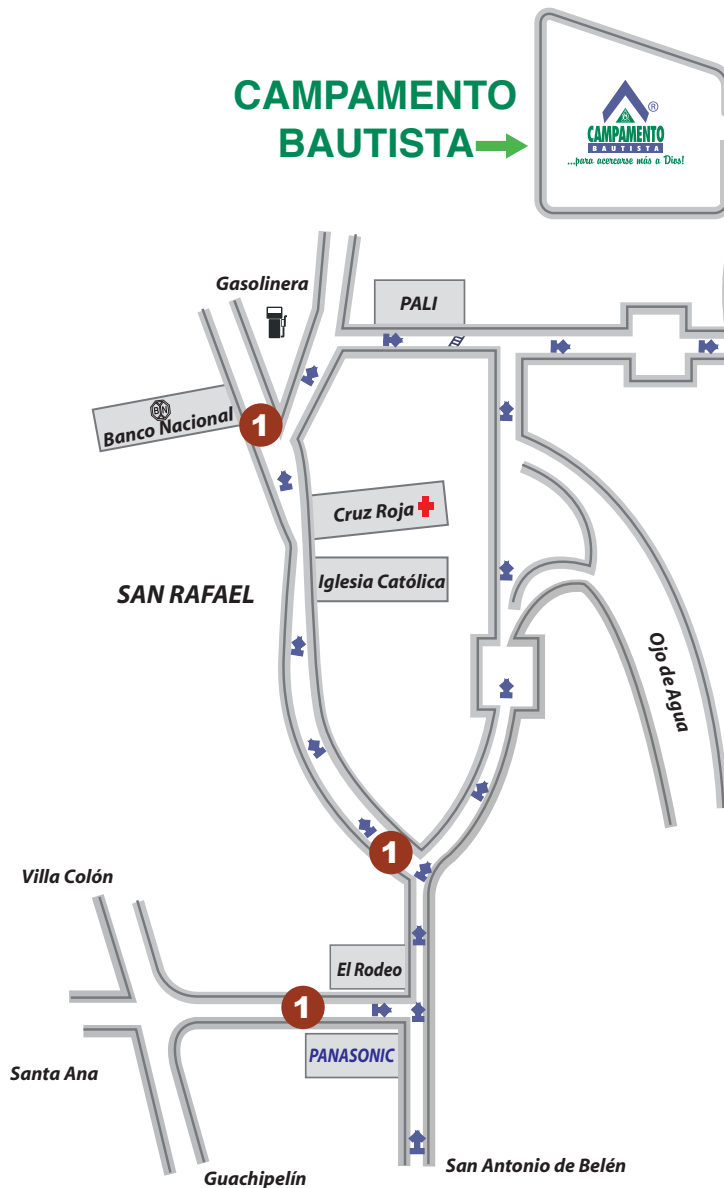 CAMPAMENTO
BAUTISTA
®
CAMPAMENTO
BAUTISTA
...para acercarse más a Dios!
Gasolinera
PALI
BN
Banco Nacional
1
Cruz Roja
Iglesia Católica
SAN RAFAEL
Ojo de Agua
1
Villa Colón
El Rodeo
1
PANASONIC
Santa Ana
San Antonio de Belén
Guachipelín